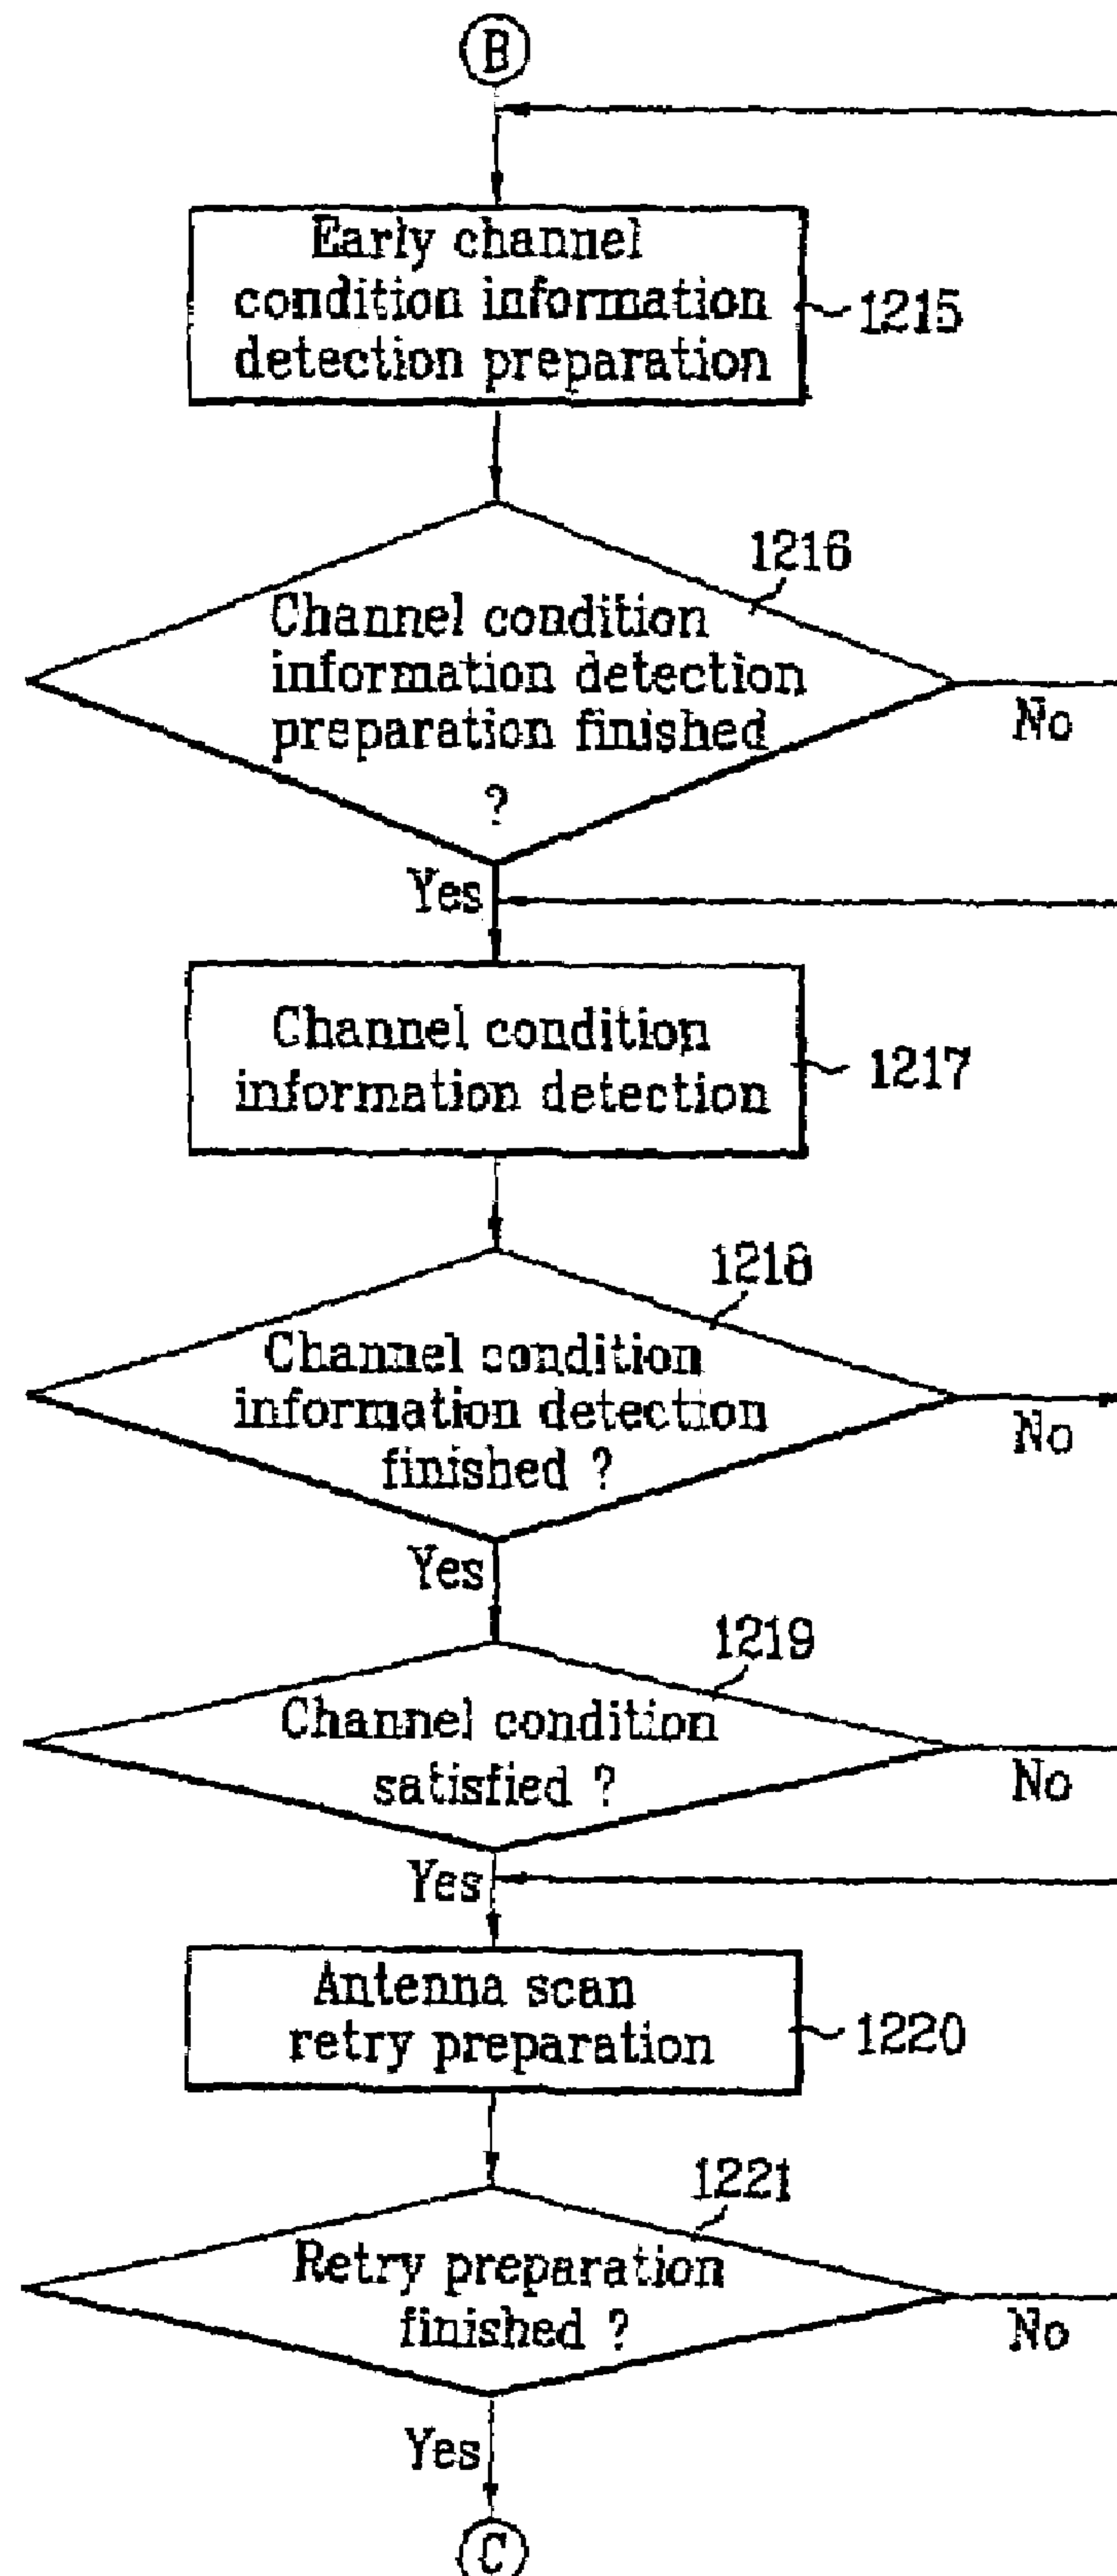 B
Early channel
condition information
detection preparation
1215
1216
Channel condition
information detection
preparation finished
?
No
Yes
Channel condition
information detection
1217
1218
Channel condition
information detection
finished ?
No
Yes
1219
Channel condition
satisfied ?
No
Yes
Antenna scan
retry preparation
1220
1221
Retry preparation
finished ?
No
Yes
C